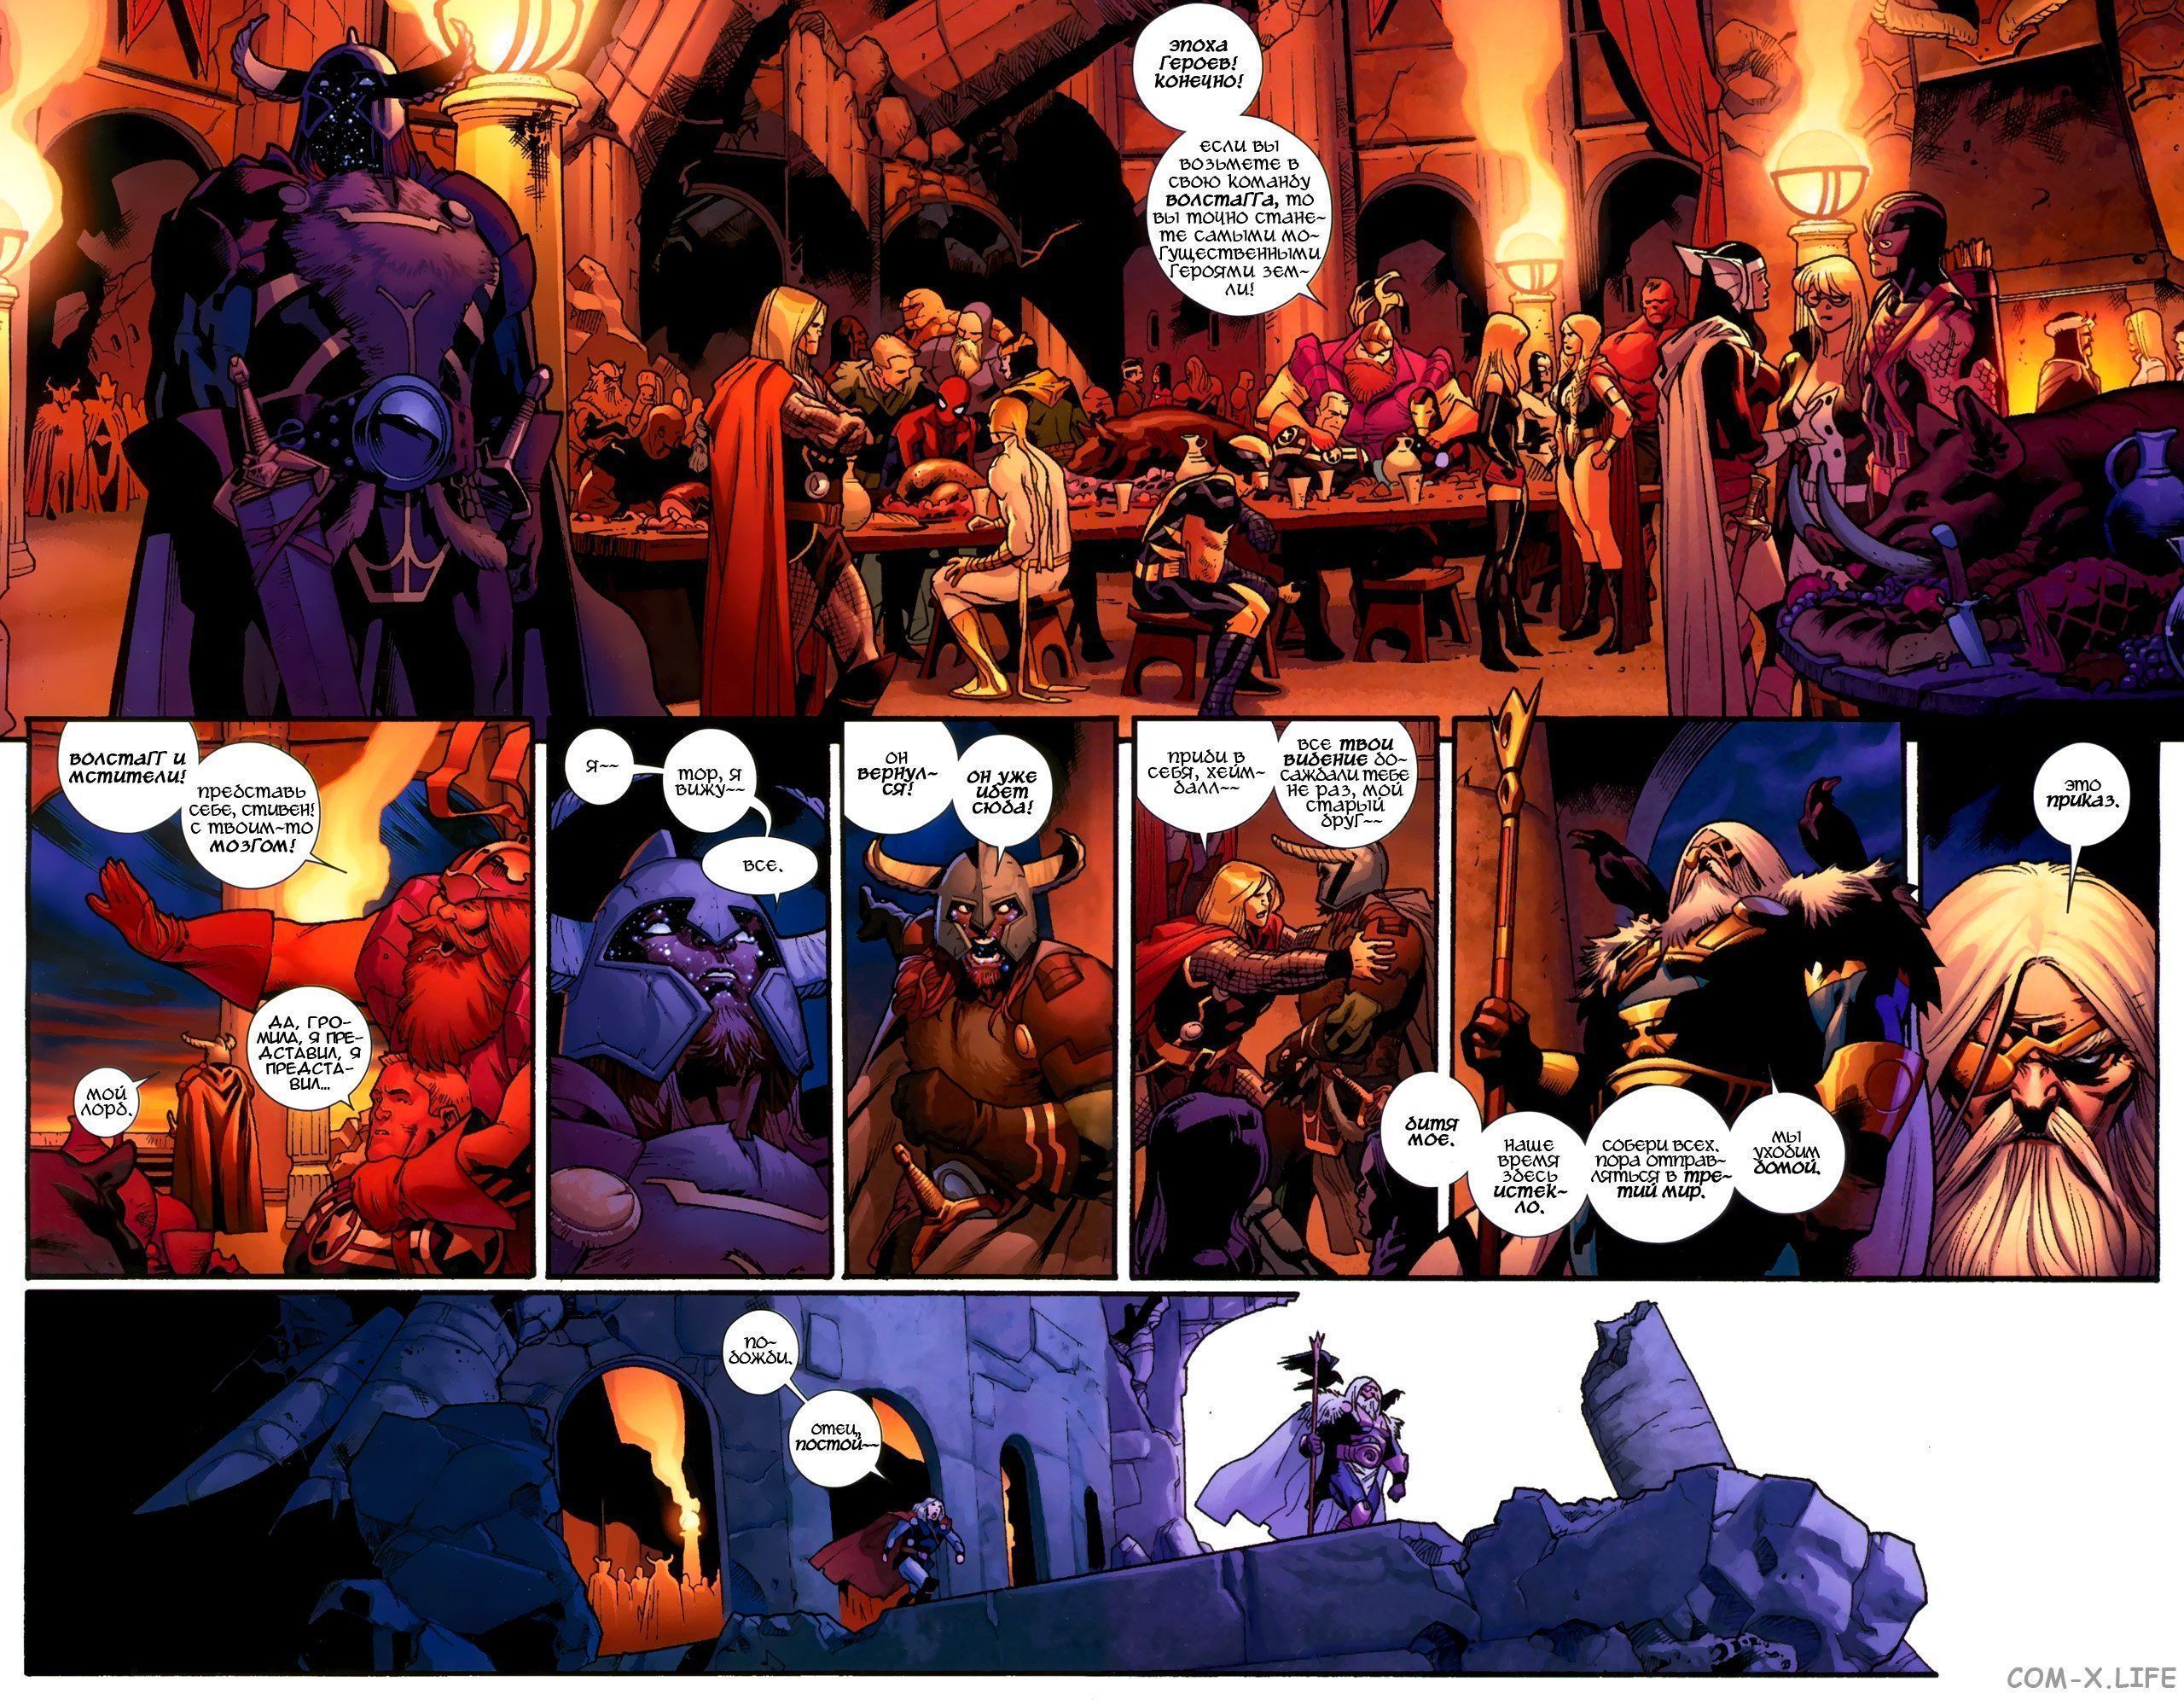 ЭПОХА
ГЕРОЕВ!
КОНЕЧНО!
ЕСЛИ ВЫ
ВОЗЬМЕТЕ В
СВОЮ КОМАНДУ
ВОЛСТАГГА, ТО
ВЫ ТОЧНО СТАНЕ-
ТЕ САМЫМИ МО-
ГУЩЕСТВЕННЫМИ
ГЕРОЯМИ ЗЕМ-
ЛИ!
ВОЛСТАГГ И
МСТИТЕЛИ!
ПРЕДСТАВЬ
СЕБЕ, СТИВЕН!
С ТВОИМ-ТО
МОЗГОМ!
ДА, ГРО-
МИЛА, Я ПРЕ-
ДСТАВИЛ, Я
ПРЕДСТА-
ВИЛ...
МОЙ
ЛОРД.
Я--
ТОР, Я
ВИЖУ--
ВСЕ.
ОН
ВЕРНУЛ-
СЯ!
ОН УЖЕ
ИДЕТ
СЮДА!
ПРИДИ В
СЕБЯ, ХЕЙМ-
ДАЛЛ--
ВСЕ ТВОИ
ВИДЕНИЕ ДО-
САЖДАЛИ ТЕБЕ
НЕ РАЗ, МОЙ
СТАРЫЙ
ДРУГ--
ДИТЯ
МОЕ.
НАШЕ
ВРЕМЯ
ЗДЕСЬ
ИСТЕК-
ЛО.
СОБЕРИ ВСЕХ.
ПОРА ОТПРАВ-
ЛЯТЬСЯ В ТРЕ-
ТИЙ МИР.
МЫ
УХОДИМ
ДОМОЙ.
ЭТО
ПРИКАЗ.
ПО-
ДОЖДИ.
ОТЕЦ,
ПОСТОЙ--
COM-X.LIFE